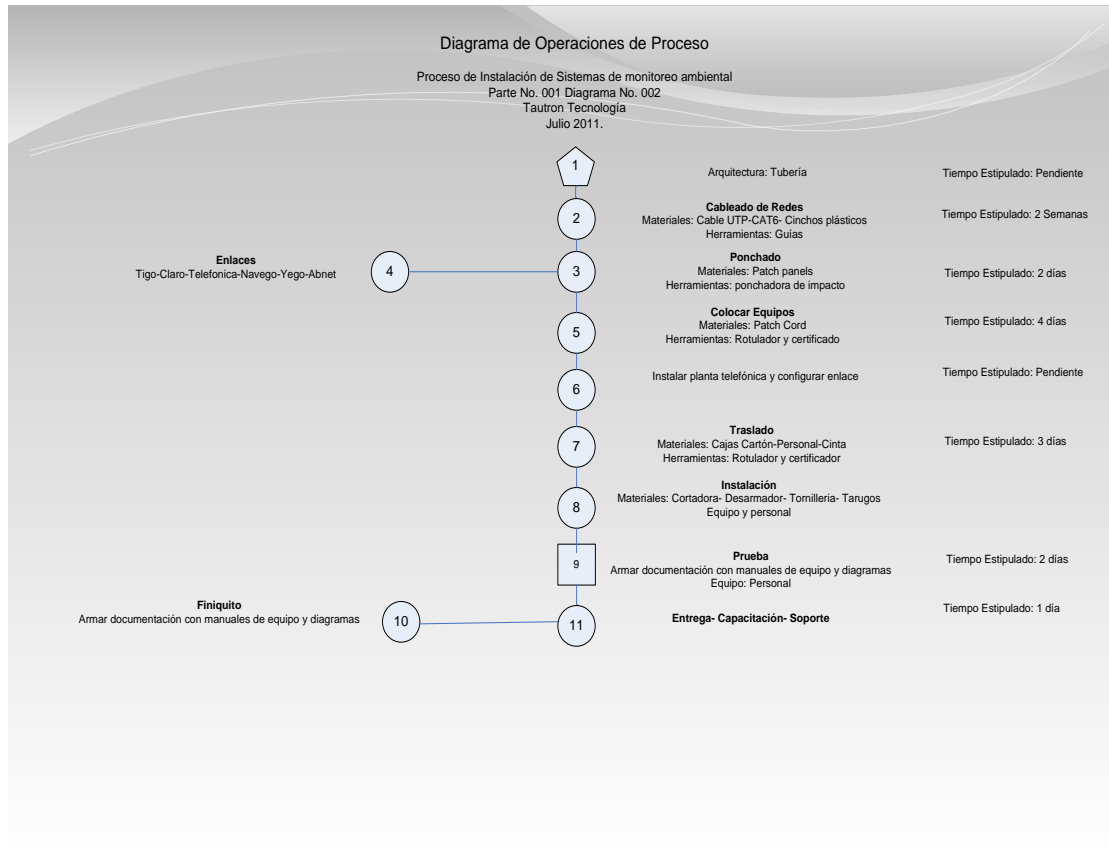 Diagrama de Operaciones de Proceso
Proceso de Instalación de Sistemas de monitoreo ambiental
Parte No. 001 Diagrama No. 002
Tautron Tecnología
Julio 2011.
1
Arquitectura: Tubería
Tiempo Estipulado: Pendiente
2
Cableado de Redes
Materiales: Cable UTP-CAT6- Cinchos plásticos
Herramientas: Guías
Tiempo Estipulado: 2 Semanas
Enlaces
Tigo-Claro-Telefonica-Navego-Yego-Abnet
4
3
Ponchado
Materiales: Patch panels
Herramientas: ponchadora de impacto
Tiempo Estipulado: 2 días
5
Colocar Equipos
Materiales: Patch Cord
Herramientas: Rotulador y certificado
Tiempo Estipulado: 4 días
6
Instalar planta telefónica y configurar enlace
Tiempo Estipulado: Pendiente
7
Traslado
Materiales: Cajas Cartón-Personal-Cinta
Herramientas: Rotulador y certificador
Tiempo Estipulado: 3 días
8
Instalación
Materiales: Cortadora- Desarmador- Tornilleria- Tarugos
Equipo y personal
9
Prueba
Armar documentación con manuales de equipo y diagramas
Equipo: Personal
Tiempo Estipulado: 2 días
Finiquito
Armar documentación con manuales de equipo y diagramas
10
11
Entrega- Capacitación- Soporte
Tiempo Estipulado: 1 día